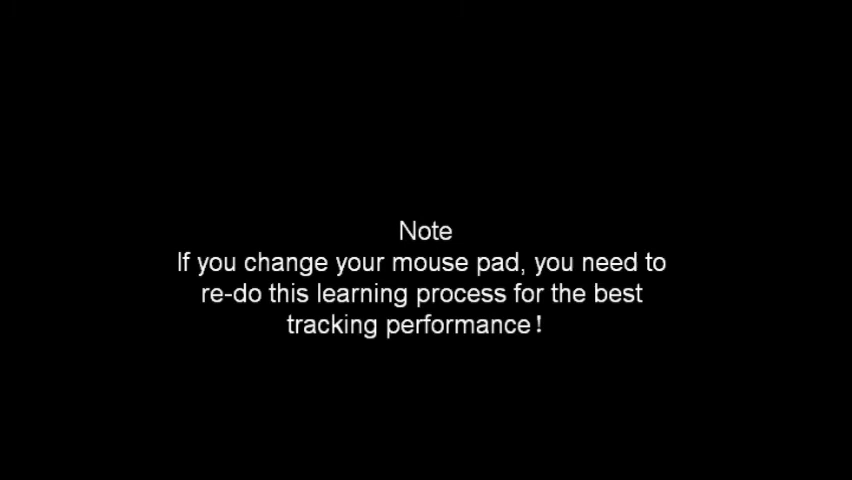 Note
If you change your mouse pad, you need to
re-do this learning process for the best
tracking performance！